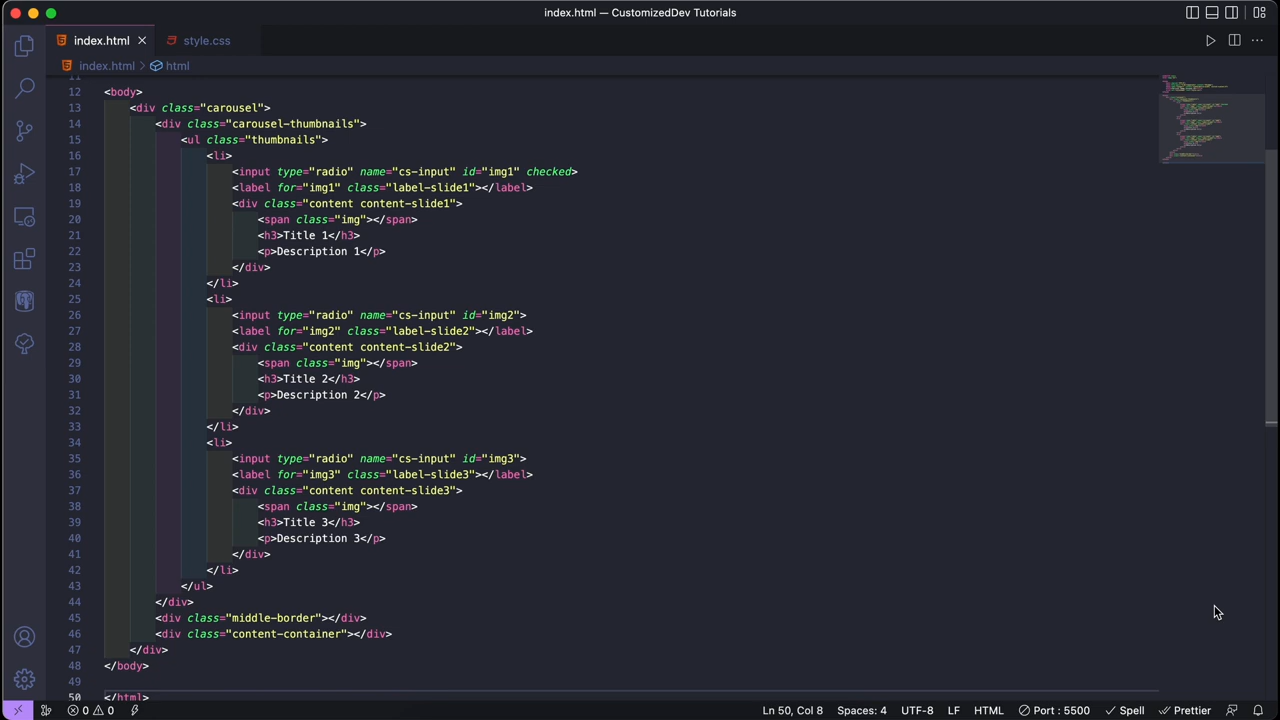 index.html — CustomizedDev Tutorials
index.html
style.css
index.html > html
11
12 <body>
13 <div class="carousel">
14 <div class="carousel-thumbnails">
15 <ul class="thumbnails">
16 <li>
17 <input type="radio" name="cs-input" id="img1" checked>
18 <label for="img1" class="label-slide1"></label>
19 <div class="content content-slide1">
20 <span class="img"></span>
21 <h3>Title 1</h3>
22 <p>Description 1</p>
23 </div>
24 </li>
25 <li>
26 <input type="radio" name="cs-input" id="img2">
27 <label for="img2" class="label-slide2"></label>
28 <div class="content content-slide2">
29 <span class="img"></span>
30 <h3>Title 2</h3>
31 <p>Description 2</p>
32 </div>
33 </li>
34 <li>
35 <input type="radio" name="cs-input" id="img3">
36 <label for="img3" class="label-slide3"></label>
37 <div class="content content-slide3">
38 <span class="img"></span>
39 <h3>Title 3</h3>
40 <p>Description 3</p>
41 </div>
42 </li>
43 </ul>
44 </div>
45 <div class="middle-border"></div>
46 <div class="content-container"></div>
47 </div>
48 </body>
49
50 </html>
0 0 Ln 50, Col 8 Spaces: 4 UTF-8 LF HTML Port : 5500 Spell Prettier